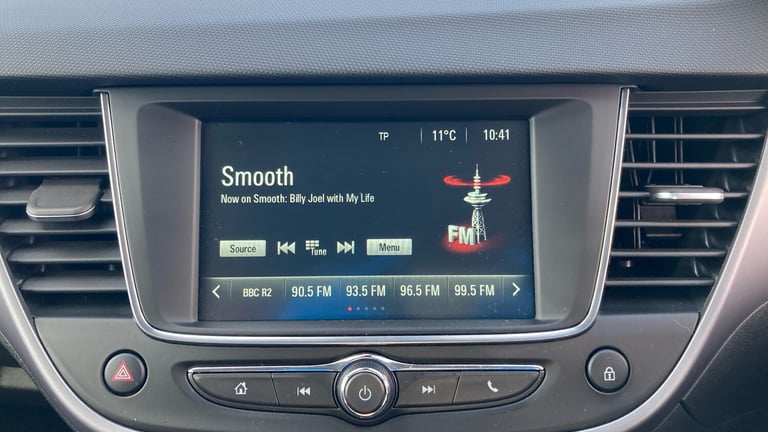 TP 11°C 10:41
Smooth
Now on Smooth: Billy Joel with My Life
FM
Source Tune Menu
BBC R2 90.5 FM 93.5 FM 96.5 FM 99.5 FM